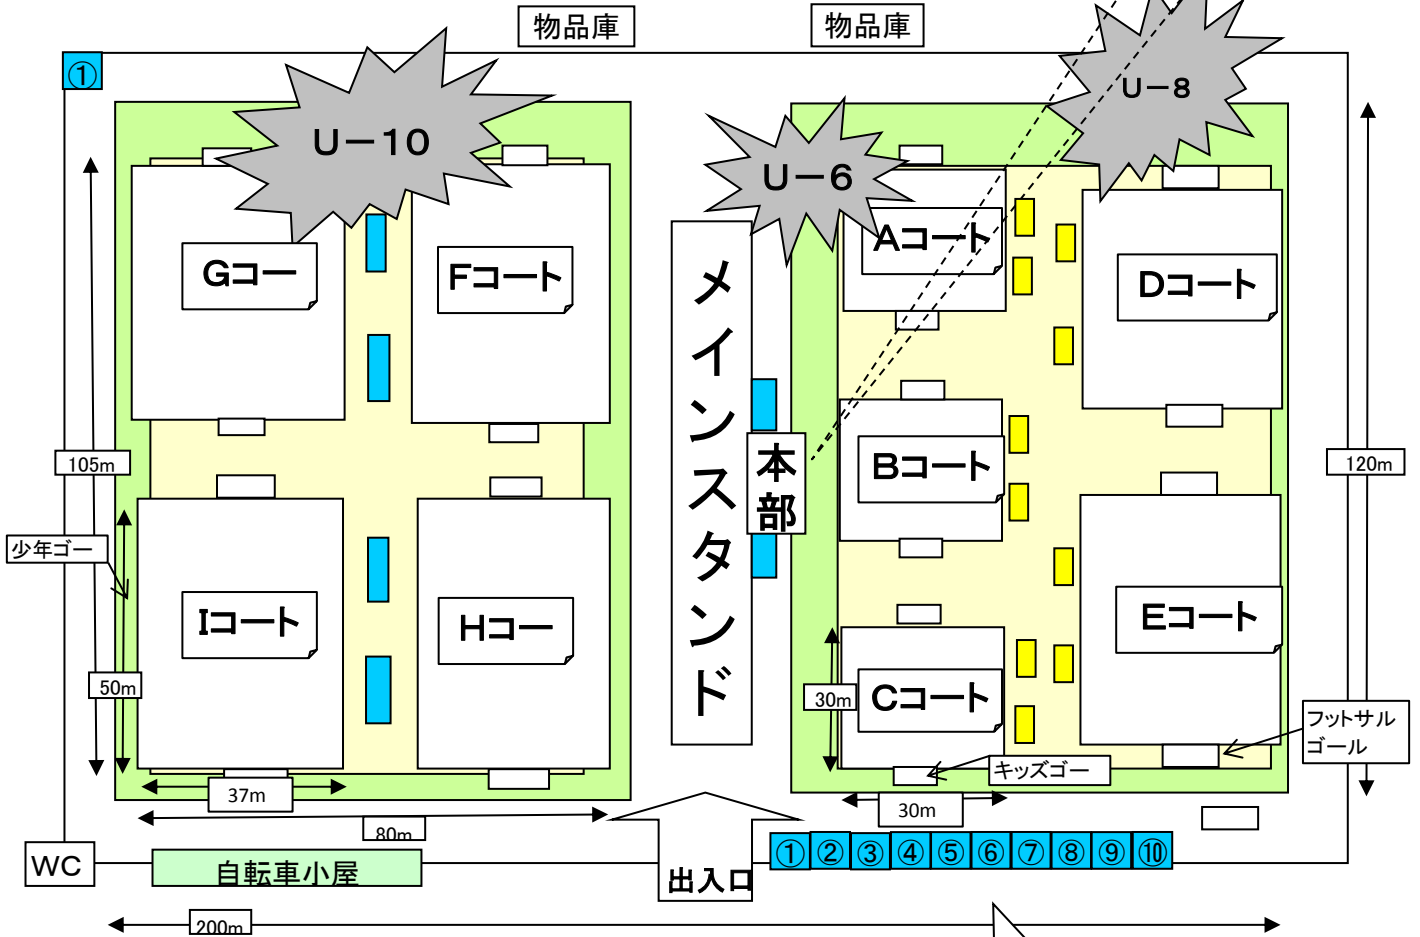 物品庫
物品庫
①
U－10
U－8
U－6
Gコー
Fコート
Aコート
Dコート
メインスタンド
本部
Bコート
105m
120m
少年ゴー
Iコート
Hコー
Eコート
50m
30m
Cコート
フットサル
ゴール
キッズゴー
37m
30m
80m
WC
自転車小屋
出入口
①②③④⑤⑥⑦⑧⑨⑩
200m